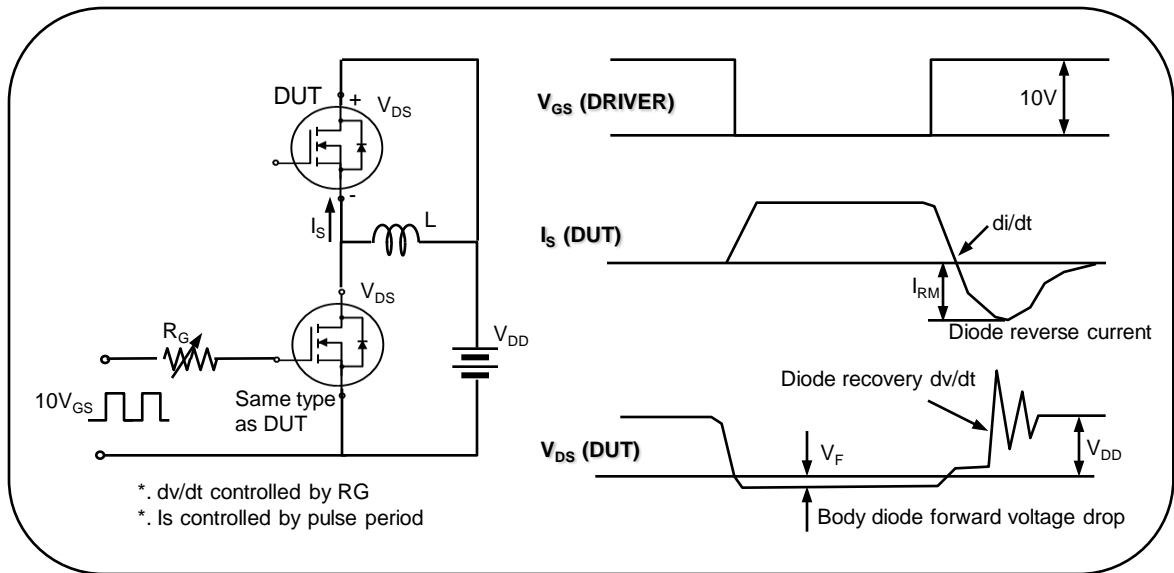 DUT
+
V_DS
-
I_S
L
V_DS
R_G
V_DD
10V_GS
Same type
as DUT
*. dv/dt controlled by RG
*. Is controlled by pulse period
V_GS (DRIVER)
10V
I_S (DUT)
di/dt
I_RM
Diode reverse current
Diode recovery dv/dt
V_DS (DUT)
V_F
V_DD
Body diode forward voltage drop